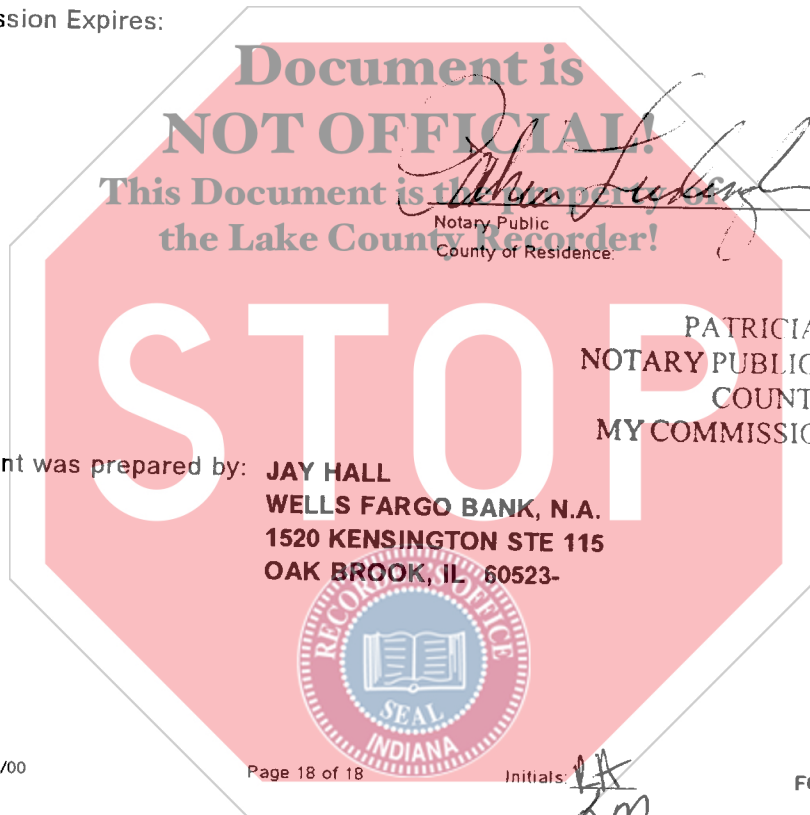 ssion Expires:
Document is
NOT OFFICIAL!
This Document is the property of
the Lake County Recorder!
Notary Public
County of Residence:
STOP
PATRICIA
NOTARY PUBLIC
COUNT
MY COMMISSIO
nt was prepared by: JAY HALL
WELLS FARGO BANK, N.A.
1520 KENSINGTON STE 115
OAK BROOK, IL 60523-
RECORDER'S OFFICE
SEAL
INDIANA
/00
Page 18 of 18
Initials: RH
FO